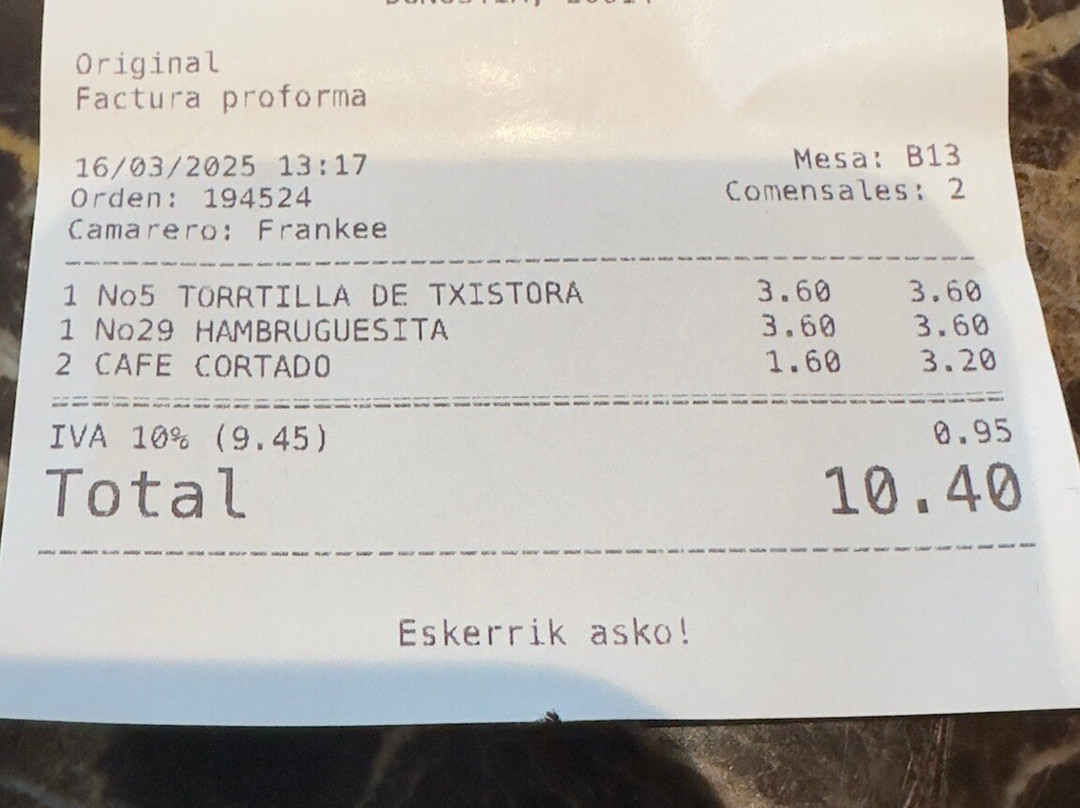 Original
Factura proforma
16/03/2025 13:17 Mesa: B13
Orden: 194524 Comensales: 2
Camarero: Frankee
1 No5 TORRTILLA DE TXISTORA 3.60 3.60
1 No29 HAMBRUGUESITA 3.60 3.60
2 CAFE CORTADO 1.60 3.20
IVA 10% (9.45) 0.95
Total 10.40
Eskerrik asko!